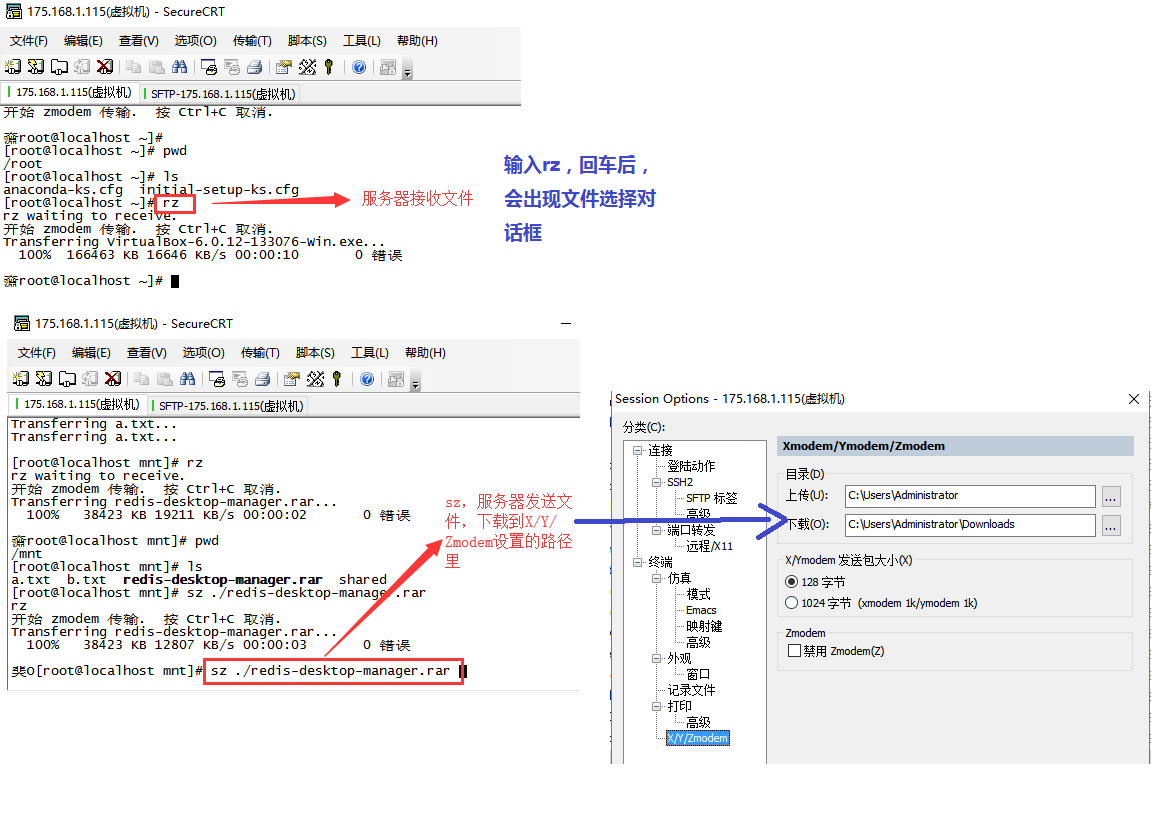 175.168.1.115(虚拟机) - SecureCRT
文件(F) 编辑(E) 查看(V) 选项(O) 传输(T) 脚本(S) 工具(L) 帮助(H)
175.168.1.115(虚拟机) SFTP-175.168.1.115(虚拟机)
开始 zmodem 传输. 按 Ctrl+C 取消.
root@localhost ~]#
[root@localhost ~]# pwd
/root
[root@localhost ~]# ls
anaconda-ks.cfg initial-setup-ks.cfg
[root@localhost ~]# rz
rz waiting to receive.
开始 zmodem 传输. 按 Ctrl+C 取消.
Transferring VirtualBox-6.0.12-133076-Win.exe...
100% 166463 KB 16646 KB/s 00:00:10 0 错误
root@localhost ~]#
服务器接收文件
输入rz，回车后，
会出现文件选择对
话框
175.168.1.115(虚拟机) - SecureCRT
文件(F) 编辑(E) 查看(V) 选项(O) 传输(T) 脚本(S) 工具(L) 帮助(H)
175.168.1.115(虚拟机) SFTP-175.168.1.115(虚拟机)
Transferring a.txt...
Transferring a.txt...
[root@localhost mnt]# rz
rz waiting to receive.
开始 zmodem 传输. 按 Ctrl+C 取消.
Transferring redis-desktop-manager.rar...
100% 38423 KB 19211 KB/s 00:00:02 0 错误
root@localhost mnt]# pwd
/mnt
[root@localhost mnt]# ls
a.txt b.txt redis-desktop-manager.rar shared
[root@localhost mnt]# sz ./redis-desktop-manager.rar
rz
开始 zmodem 传输. 按 Ctrl+C 取消.
Transferring redis-desktop-manager.rar...
100% 38423 KB 12807 KB/s 00:00:03 0 错误
[root@localhost mnt]# sz ./redis-desktop-manager.rar
sz，服务器发送文
件，下载到X/Y/
Zmodem设置的路径
里
Session Options - 175.168.1.115(虚拟机)
分类(C):
连接
登陆动作
SSH2
SFTP 标签
高级
端口转发
远程/X11
终端
仿真
模式
Emacs
映射键
高级
外观
窗口
记录文件
打印
高级
X/Y/Zmodem
Xmodem/Ymodem/Zmodem
目录(D)
上传(U): C:\Users\Administrator ...
下载(O): C:\Users\Administrator\Downloads ...
X/Ymodem 发送包大小(X)
128 字节
1024 字节 (xmodem 1k/ymodem 1k)
Zmodem
禁用 Zmodem(Z)